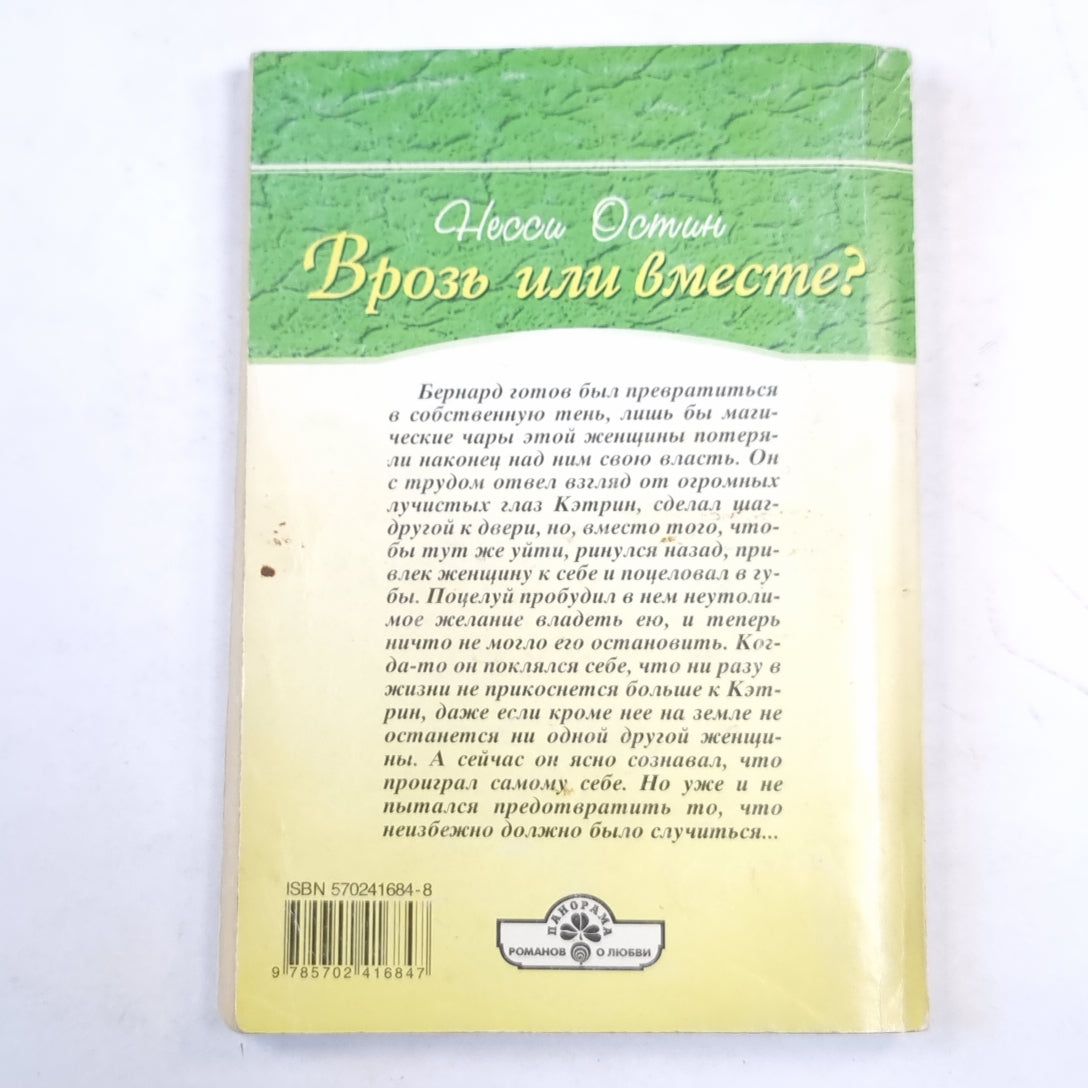 Несси Остин
Врозь или вместе?
Бернард готов был превратиться
в собственную тень, лишь бы маги-
ческие чары этой женщины потеря-
ли наконец над ним свою власть. Он
с трудом отвел взгляд от огромных
лучистых глаз Кэтрин, сделал шаг-
другой к двери, но, вместо того, что-
бы тут же уйти, ринулся назад, при-
влек женщину к себе и поцеловал в гу-
бы. Поцелуй пробудил в нем неутоли-
мое желание владеть ею, и теперь
ничто не могло его остановить. Ког-
да-то он поклялся себе, что ни разу в
жизни не прикоснется больше к Кэт-
рин, даже если кроме нее на земле не
останется ни одной другой женщи-
ны. А сейчас он ясно сознавал, что
проиграл самому себе. Но уже и не
пытался предотвратить то, что
неизбежно должно было случиться...
ISBN 570241684-8
9 785702 416847
ПАНОРАМА
РОМАНОВ О ЛЮБВИ